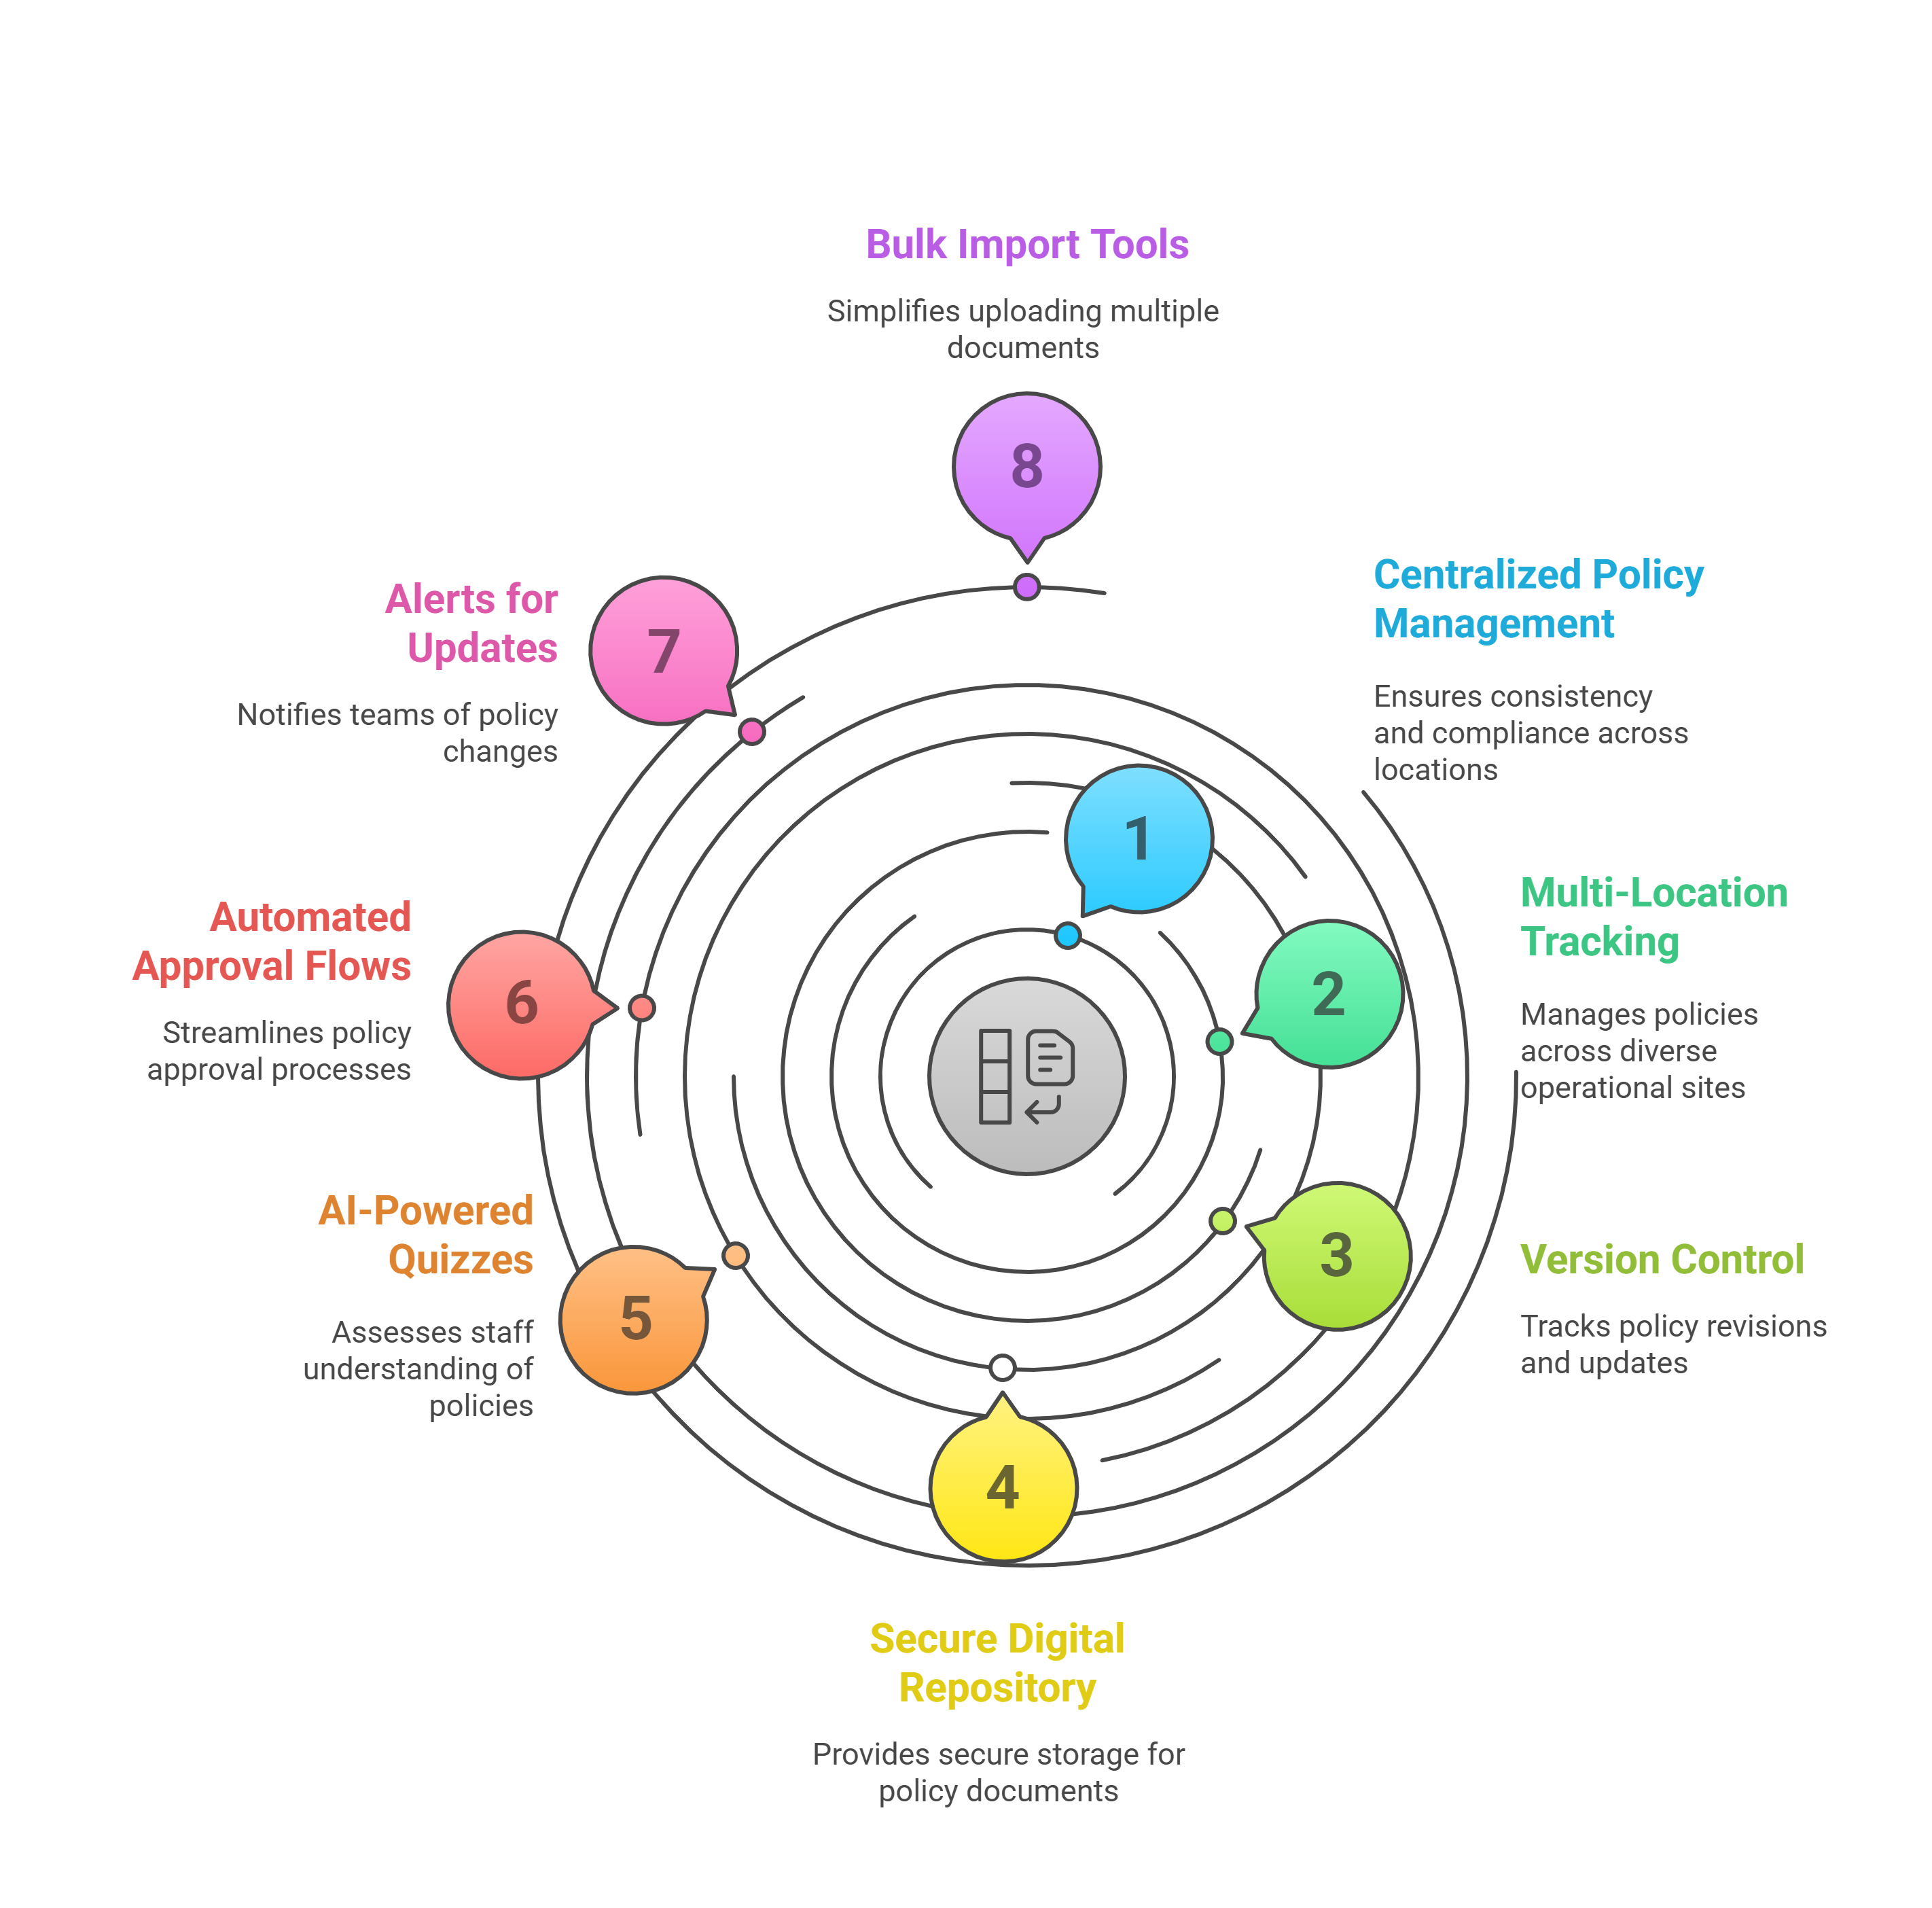 Bulk Import Tools
Simplifies uploading multiple
documents
8
Centralized Policy
Management
Ensures consistency
and compliance across
locations
1
Multi-Location
Tracking
Manages policies
across diverse
operational sites
2
Version Control
Tracks policy revisions
and updates
3
4
Secure Digital
Repository
Provides secure storage for
policy documents
AI-Powered
Quizzes
Assesses staff
understanding of
policies
5
Automated
Approval Flows
Streamlines policy
approval processes
6
Alerts for
Updates
Notifies teams of policy
changes
7